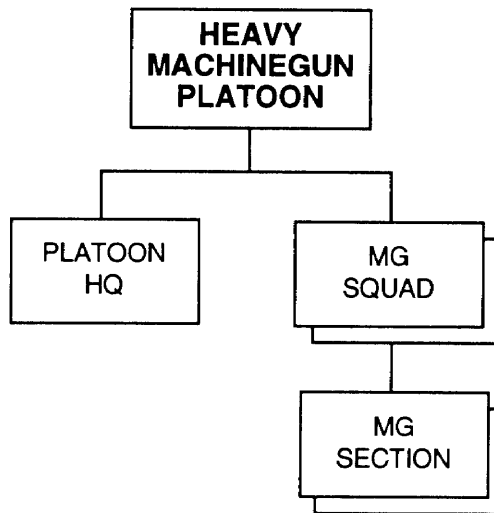 HEAVY
MACHINEGUN
PLATOON
PLATOON
HQ
MG
SQUAD
MG
SECTION